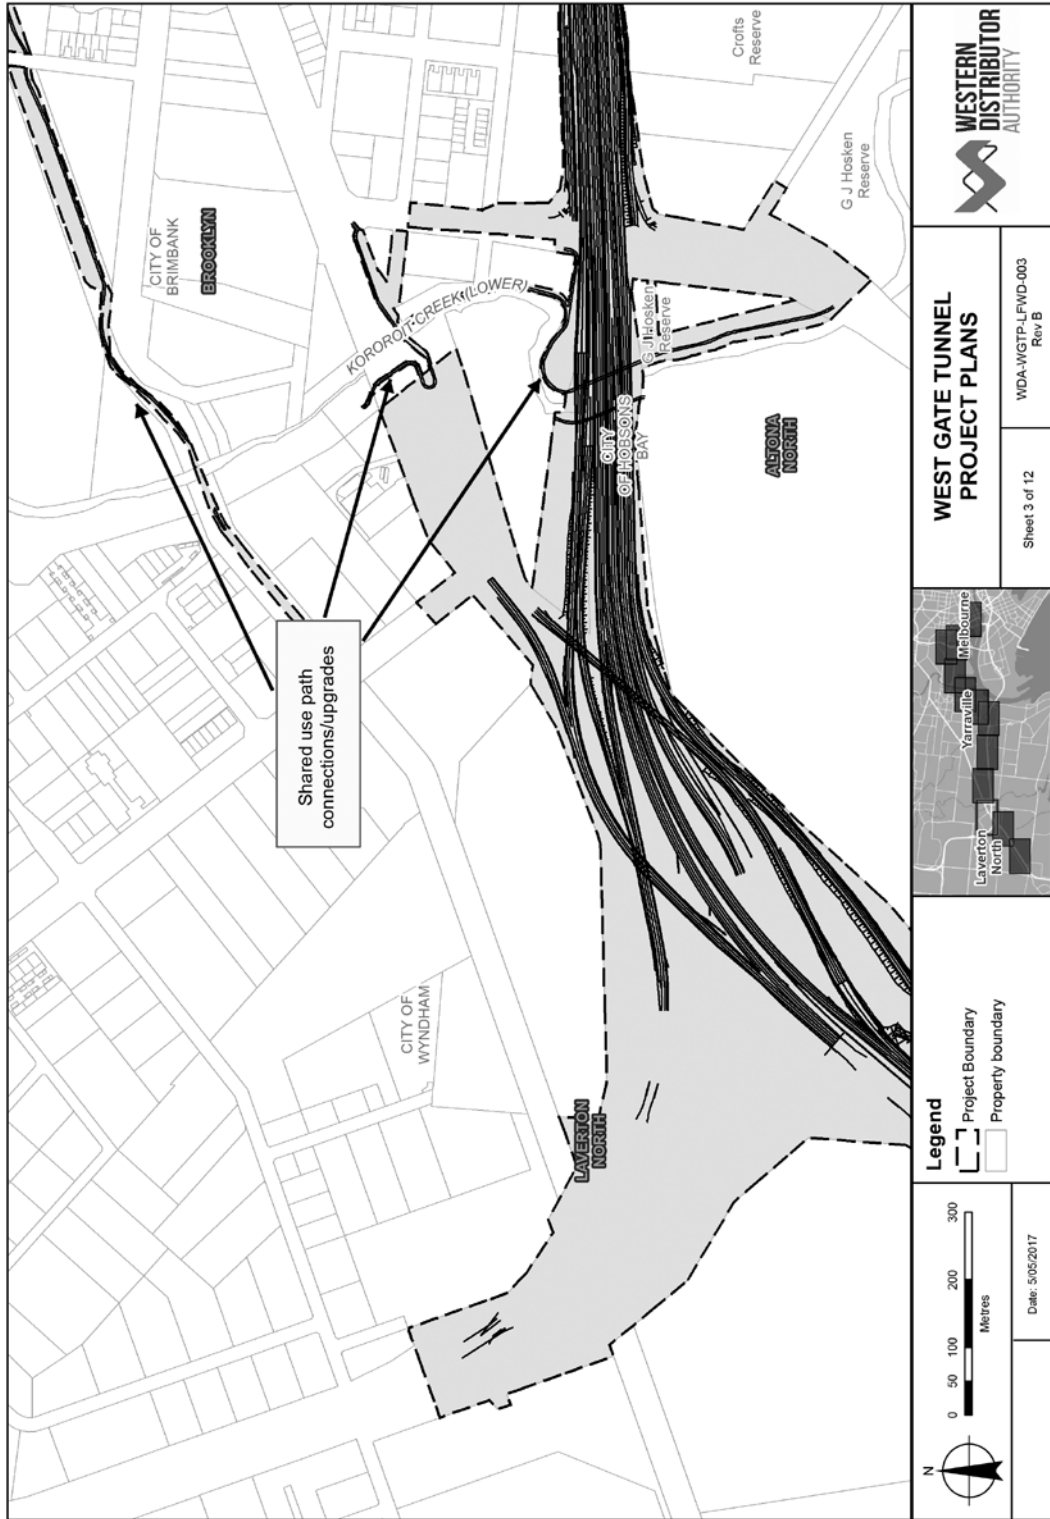 Crofts
Reserve
G J Hosken
Reserve
CITY OF
BRIMBANK
BROOKLYN
KOROROIT CREEK (LOWER)
G J Hosken
Reserve
CITY
OF HOBSONS
BAY
ALTONA
NORTH
Shared use path
connections/upgrades
CITY OF
WYNDHAM
LAVERTON
NORTH
N
0 50 100 200 300
Metres
Date: 5/05/2017
Legend
Project Boundary
Property boundary
Laverton
North
Yarraville
Melbourne
WEST GATE TUNNEL
PROJECT PLANS
Sheet 3 of 12
WDA-WGTP-LFWD-003
Rev B
WESTERN
DISTRIBUTOR
AUTHORITY